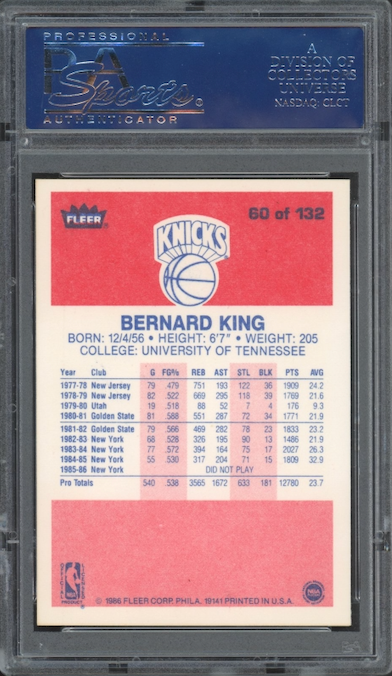 PROFESSIONAL
PSA
Sports®
AUTHENTICATOR
A
DIVISION OF
COLLECTORS
UNIVERSE
NASDAQ: CLCT
FLEER
60 of 132
KNICKS
BERNARD KING
BORN: 12/4/56 • HEIGHT: 6'7" • WEIGHT: 205
COLLEGE: UNIVERSITY OF TENNESSEE
Year Club G FG% REB AST STL BLK PTS AVG
1977-78 New Jersey 79 .479 751 193 122 36 1909 24.2
1978-79 New Jersey 82 .522 669 295 118 39 1769 21.6
1979-80 Utah 19 .518 88 52 7 4 176 9.3
1980-81 Golden State 81 .588 551 287 72 34 1771 21.9
1981-82 Golden State 79 .566 469 282 78 23 1833 23.2
1982-83 New York 68 .528 326 195 90 13 1486 21.9
1983-84 New York 77 .572 394 164 75 17 2027 26.3
1984-85 New York 55 .530 317 204 71 15 1809 32.9
1985-86 New York DID NOT PLAY
Pro Totals 540 .538 3565 1672 633 181 12780 23.7
© 1986 FLEER CORP. PHILA. 19141 PRINTED IN U.S.A.